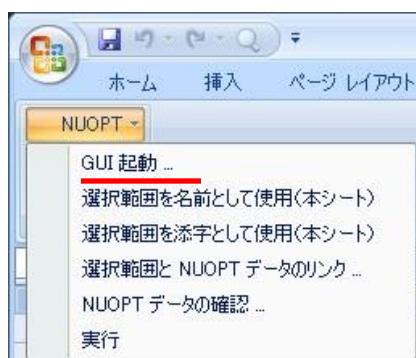 ホーム 挿入 ページ レイアウト
NUOPT
GUI 起動 ...
選択範囲を名前として使用(本シート)
選択範囲を添字として使用(本シート)
選択範囲と NUOPT データのリンク ...
NUOPT データの確認 ...
実行